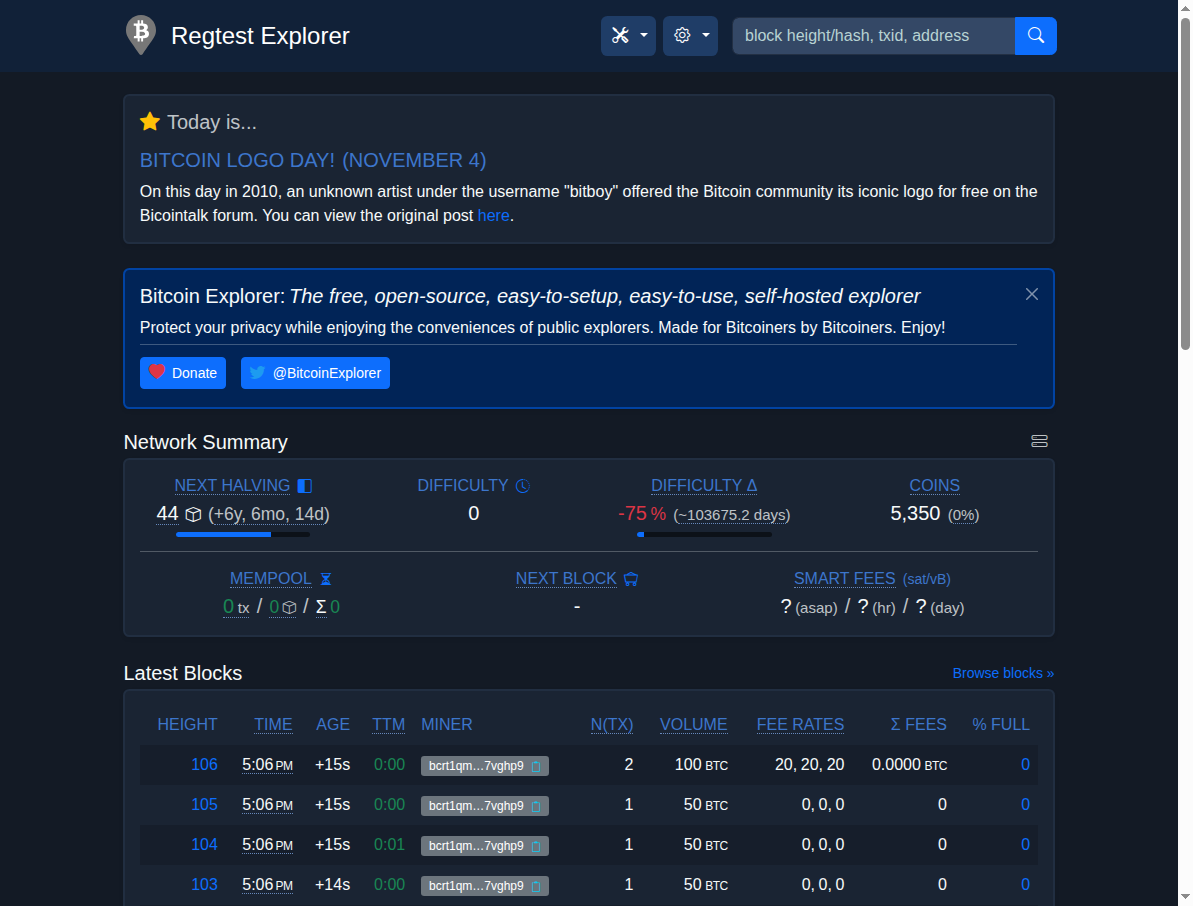 Regtest Explorer
block height/hash, txid, address
Today is...
BITCOIN LOGO DAY! (NOVEMBER 4)
On this day in 2010, an unknown artist under the username "bitboy" offered the Bitcoin community its iconic logo for free on the
Bicointalk forum. You can view the original post here.
Bitcoin Explorer: The free, open-source, easy-to-setup, easy-to-use, self-hosted explorer
Protect your privacy while enjoying the conveniences of public explorers. Made for Bitcoiners by Bitcoiners. Enjoy!
Donate @BitcoinExplorer
Network Summary
NEXT HALVING DIFFICULTY DIFFICULTY Δ COINS
44 (+6y, 6mo, 14d) 0 -75 % (~103675.2 days) 5,350 (0%)
MEMPOOL NEXT BLOCK SMART FEES (sat/vB)
0 tx / 0 / Σ 0 - ? (asap) / ? (hr) / ? (day)
Latest Blocks Browse blocks »
HEIGHT TIME AGE TTM MINER N(TX) VOLUME FEE RATES Σ FEES % FULL
106 5:06 PM +15s 0:00 bcrt1qm…7vghp9 2 100 BTC 20, 20, 20 0.0000 BTC 0
105 5:06 PM +15s 0:00 bcrt1qm…7vghp9 1 50 BTC 0, 0, 0 0 0
104 5:06 PM +15s 0:01 bcrt1qm…7vghp9 1 50 BTC 0, 0, 0 0 0
103 5:06 PM +14s 0:00 bcrt1qm…7vghp9 1 50 BTC 0, 0, 0 0 0